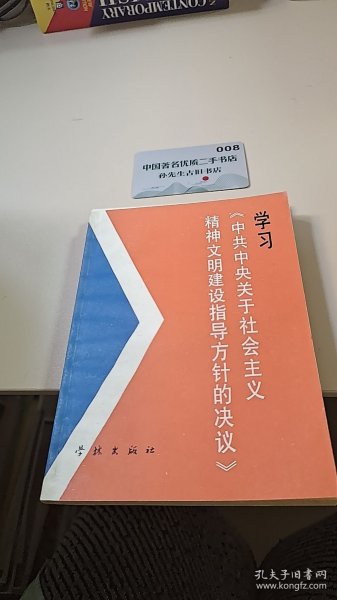 CONTEMPORARY
008
中国著名优质二手书店
孙先生古旧书店
学习
《中共中央关于社会主义
精神文明建设指导方针的决议》
学林出版社
孔夫子旧书网
kongfz.com